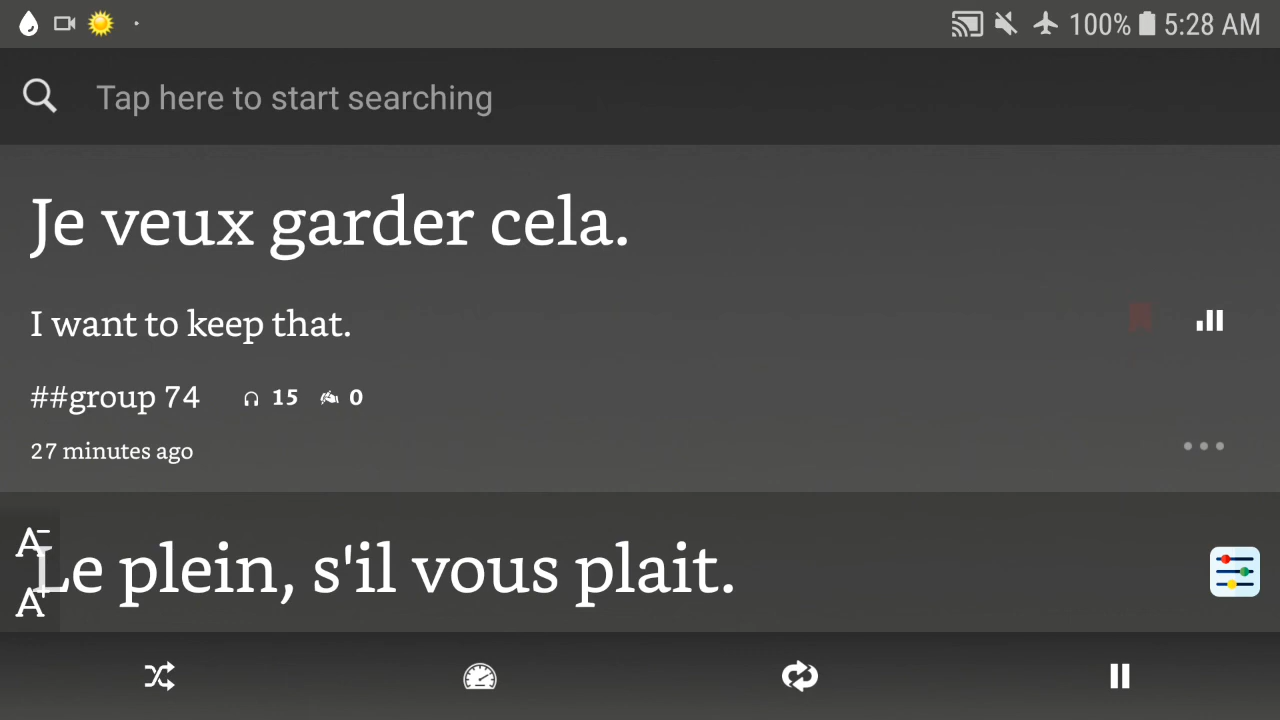 100% 5:28 AM
Tap here to start searching
Je veux garder cela.
I want to keep that.
##group 74 15 0
27 minutes ago
A-
Le plein, s'il vous plait.
A+